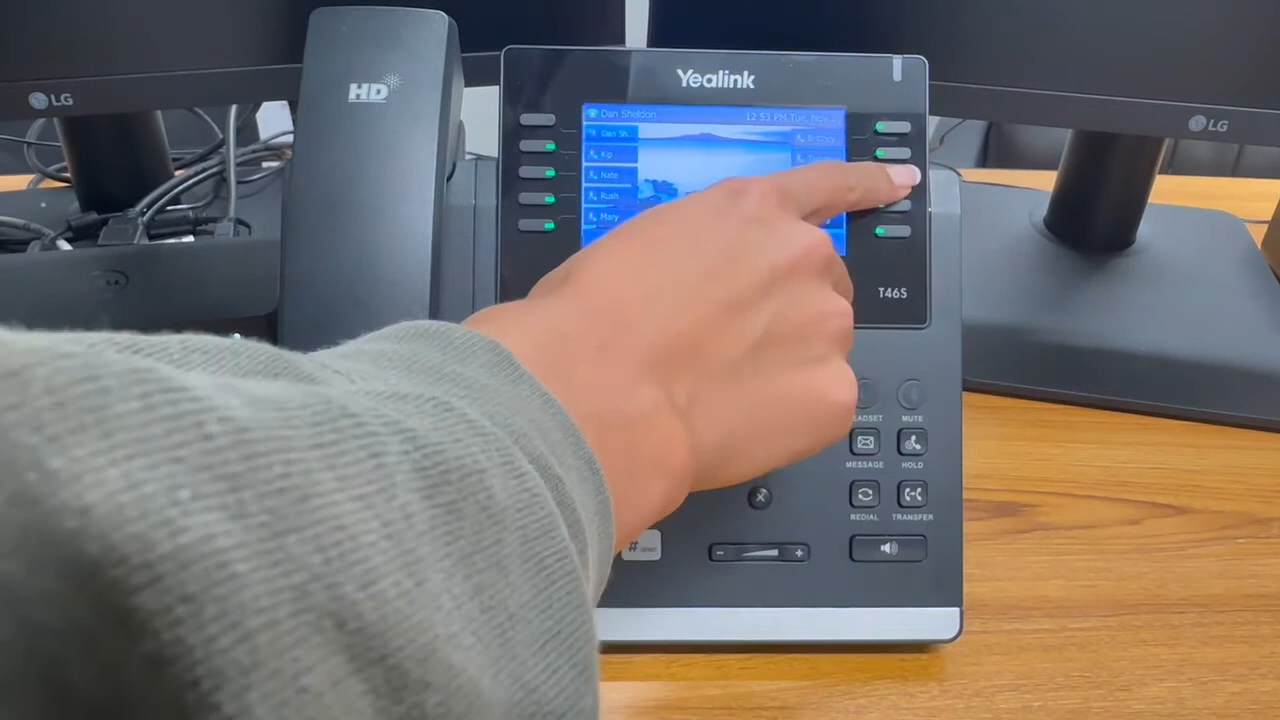 LG
HD
Yealink
Dan Sheldon
12 53 PM Tue, Nov
Dan Sh..
Kip
Nate
Rush
Mary
LG
T46S
MUTE
MESSAGE
HOLD
REDIAL
TRANSFER
#